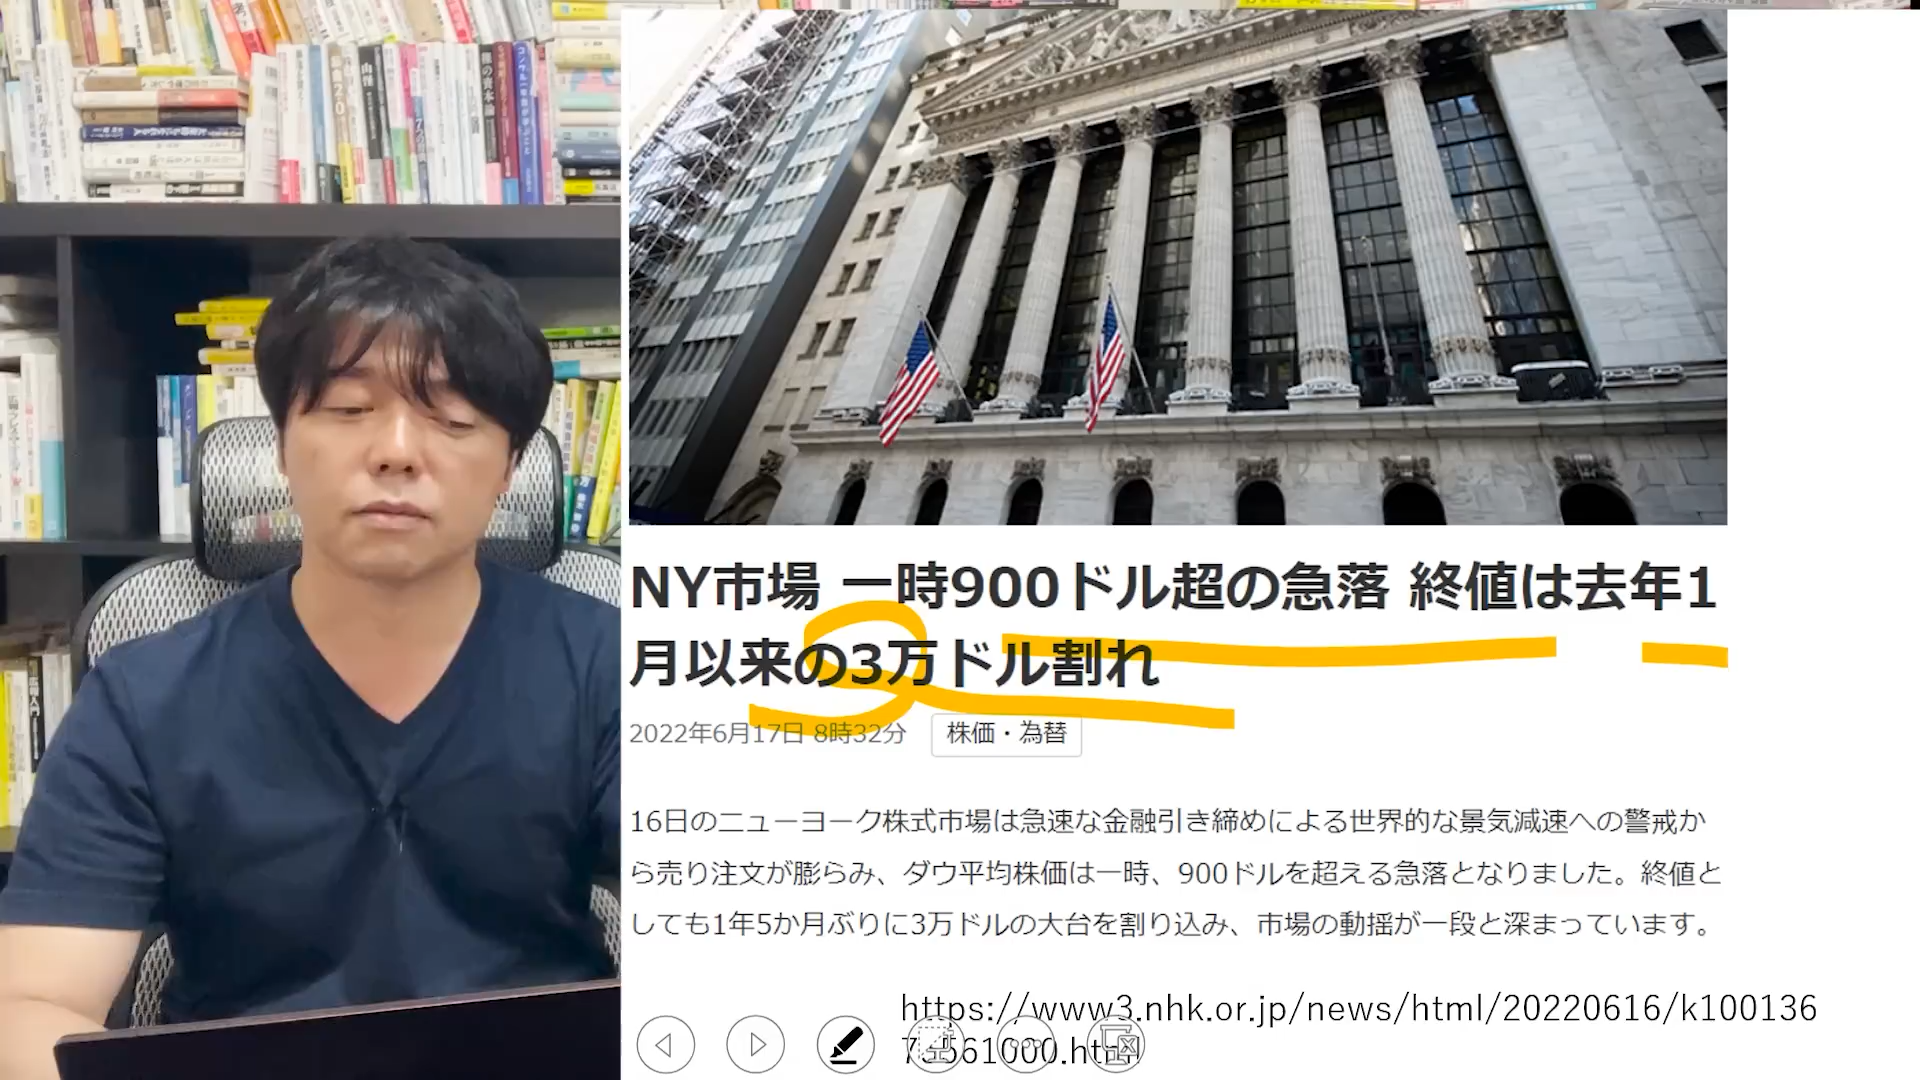 NY市場 一時900ドル超の急落 終値は去年1
月以来の3万ドル割れ
2022年6月17日 8時32分
株価・為替
16日のニューヨーク株式市場は急速な金融引き締めによる世界的な景気減速への警戒か
ら売り注文が膨らみ、ダウ平均株価は一時、900ドルを超える急落となりました。終値と
しても1年5か月ぶりに3万ドルの大台を割り込み、市場の動揺が一段と深まっています。
https://www3.nhk.or.jp/news/html/20220616/k100136